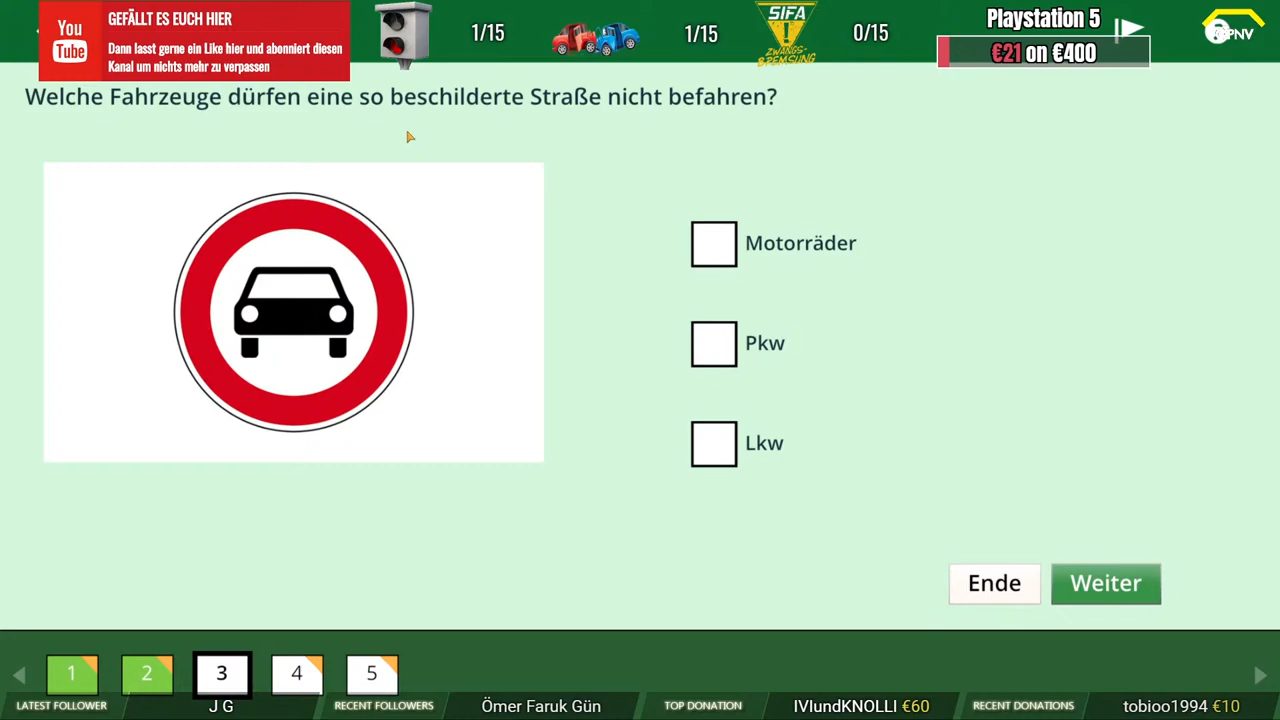 You
Tube
GEFÄLLT ES EUCH HIER
Dann lasst gerne ein Like hier und abonniert diesen
Kanal um nichts mehr zu verpassen
1/15
1/15
SIFA
ZWANGS-
BREMSUNG
0/15
Playstation 5
€21 on €400
ÖPNV
Welche Fahrzeuge dürfen eine so beschilderte Straße nicht befahren?
Motorräder
Pkw
Lkw
Ende
Weiter
1
2
3
4
5
LATEST FOLLOWER
J G
RECENT FOLLOWERS
Ömer Faruk Gün
TOP DONATION
IVIundKNOLLI €60
RECENT DONATIONS
tobioo1994 €10